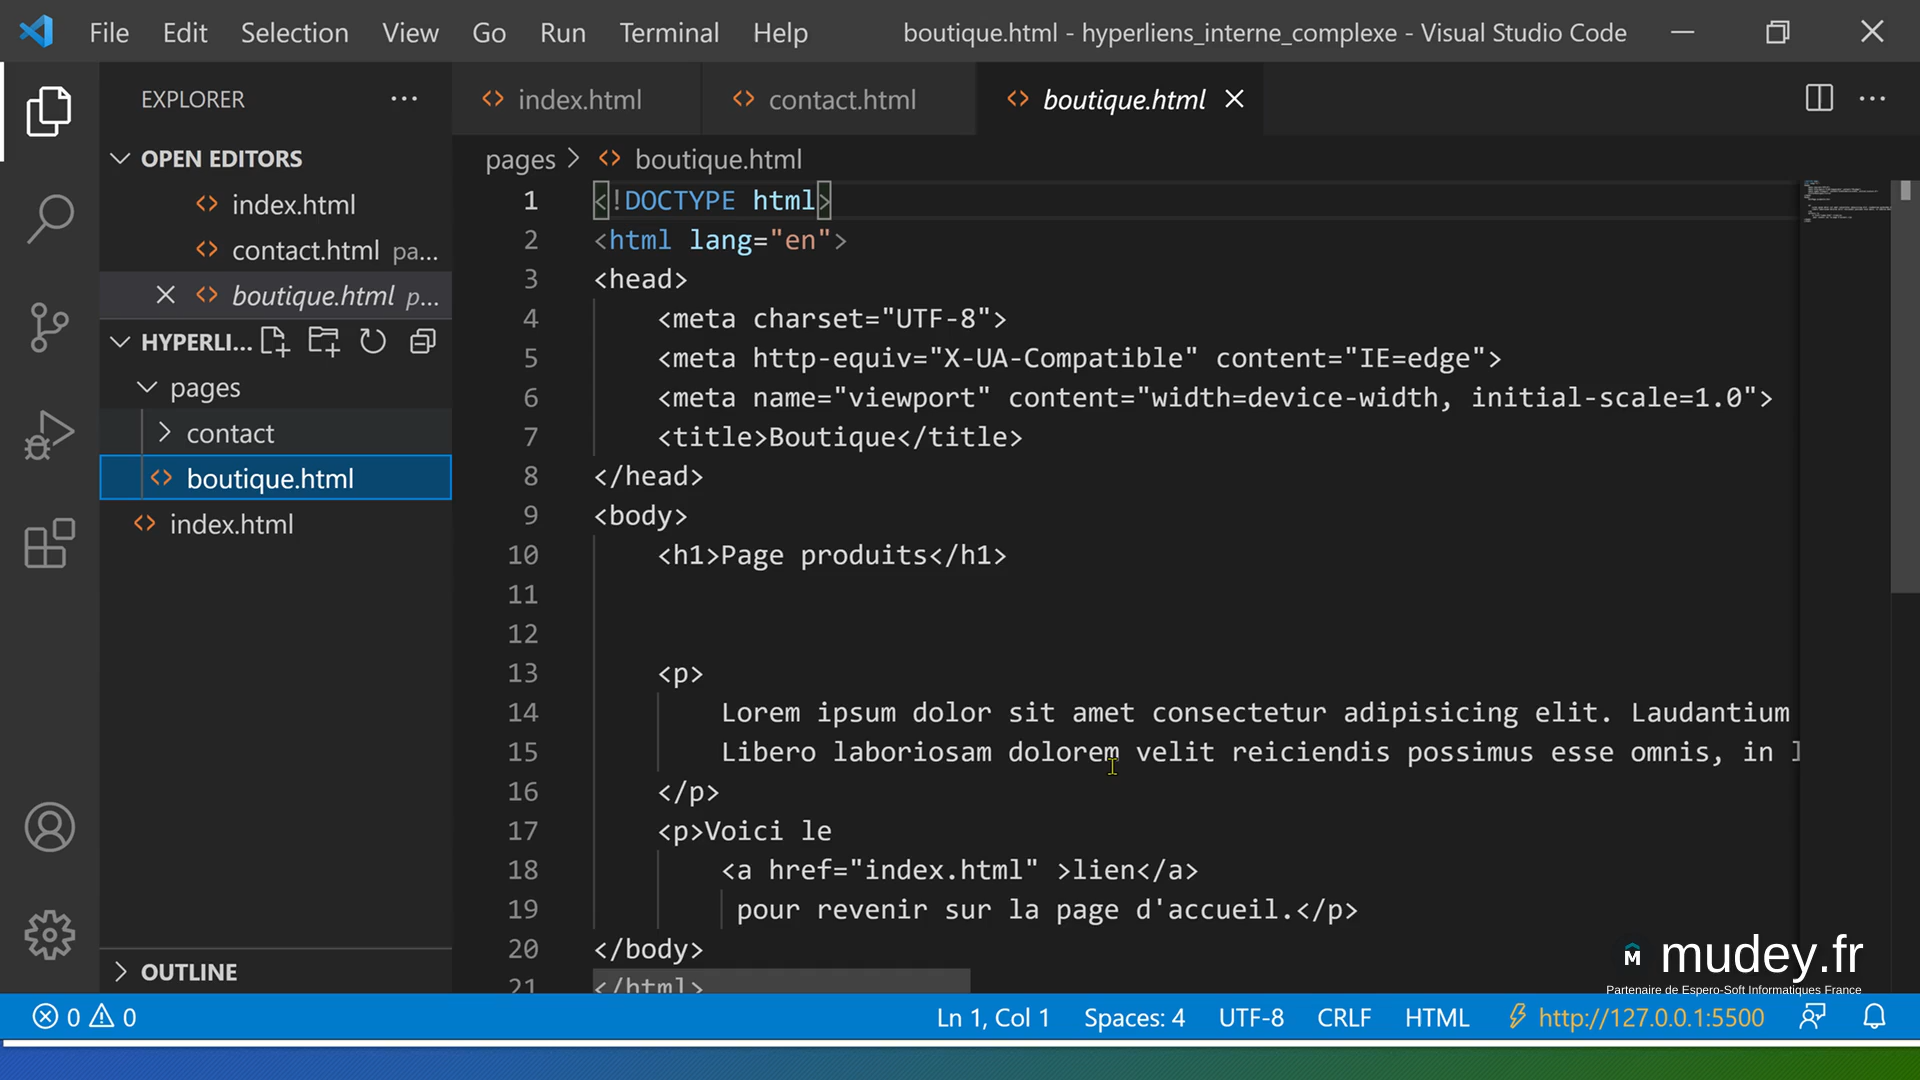 File Edit Selection View Go Run Terminal Help boutique.html - hyperliens_interne_complexe - Visual Studio Code
EXPLORER
index.html contact.html boutique.html
OPEN EDITORS
index.html
contact.html pa...
boutique.html p...
HYPERLI...
pages
contact
boutique.html
index.html
OUTLINE
pages > boutique.html
1 <!DOCTYPE html>
2 <html lang="en">
3 <head>
4 <meta charset="UTF-8">
5 <meta http-equiv="X-UA-Compatible" content="IE=edge">
6 <meta name="viewport" content="width=device-width, initial-scale=1.0">
7 <title>Boutique</title>
8 </head>
9 <body>
10 <h1>Page produits</h1>
11
12
13 <p>
14 Lorem ipsum dolor sit amet consectetur adipisicing elit. Laudantium
15 Libero laboriosam dolorem velit reiciendis possimus esse omnis, in l
16 </p>
17 <p>Voici le
18 <a href="index.html" >lien</a>
19 pour revenir sur la page d'accueil.</p>
20 </body>
21 </html>
M mudey.fr
Partenaire de Espero-Soft Informatiques France
0 0 Ln 1, Col 1 Spaces: 4 UTF-8 CRLF HTML http://127.0.0.1:5500